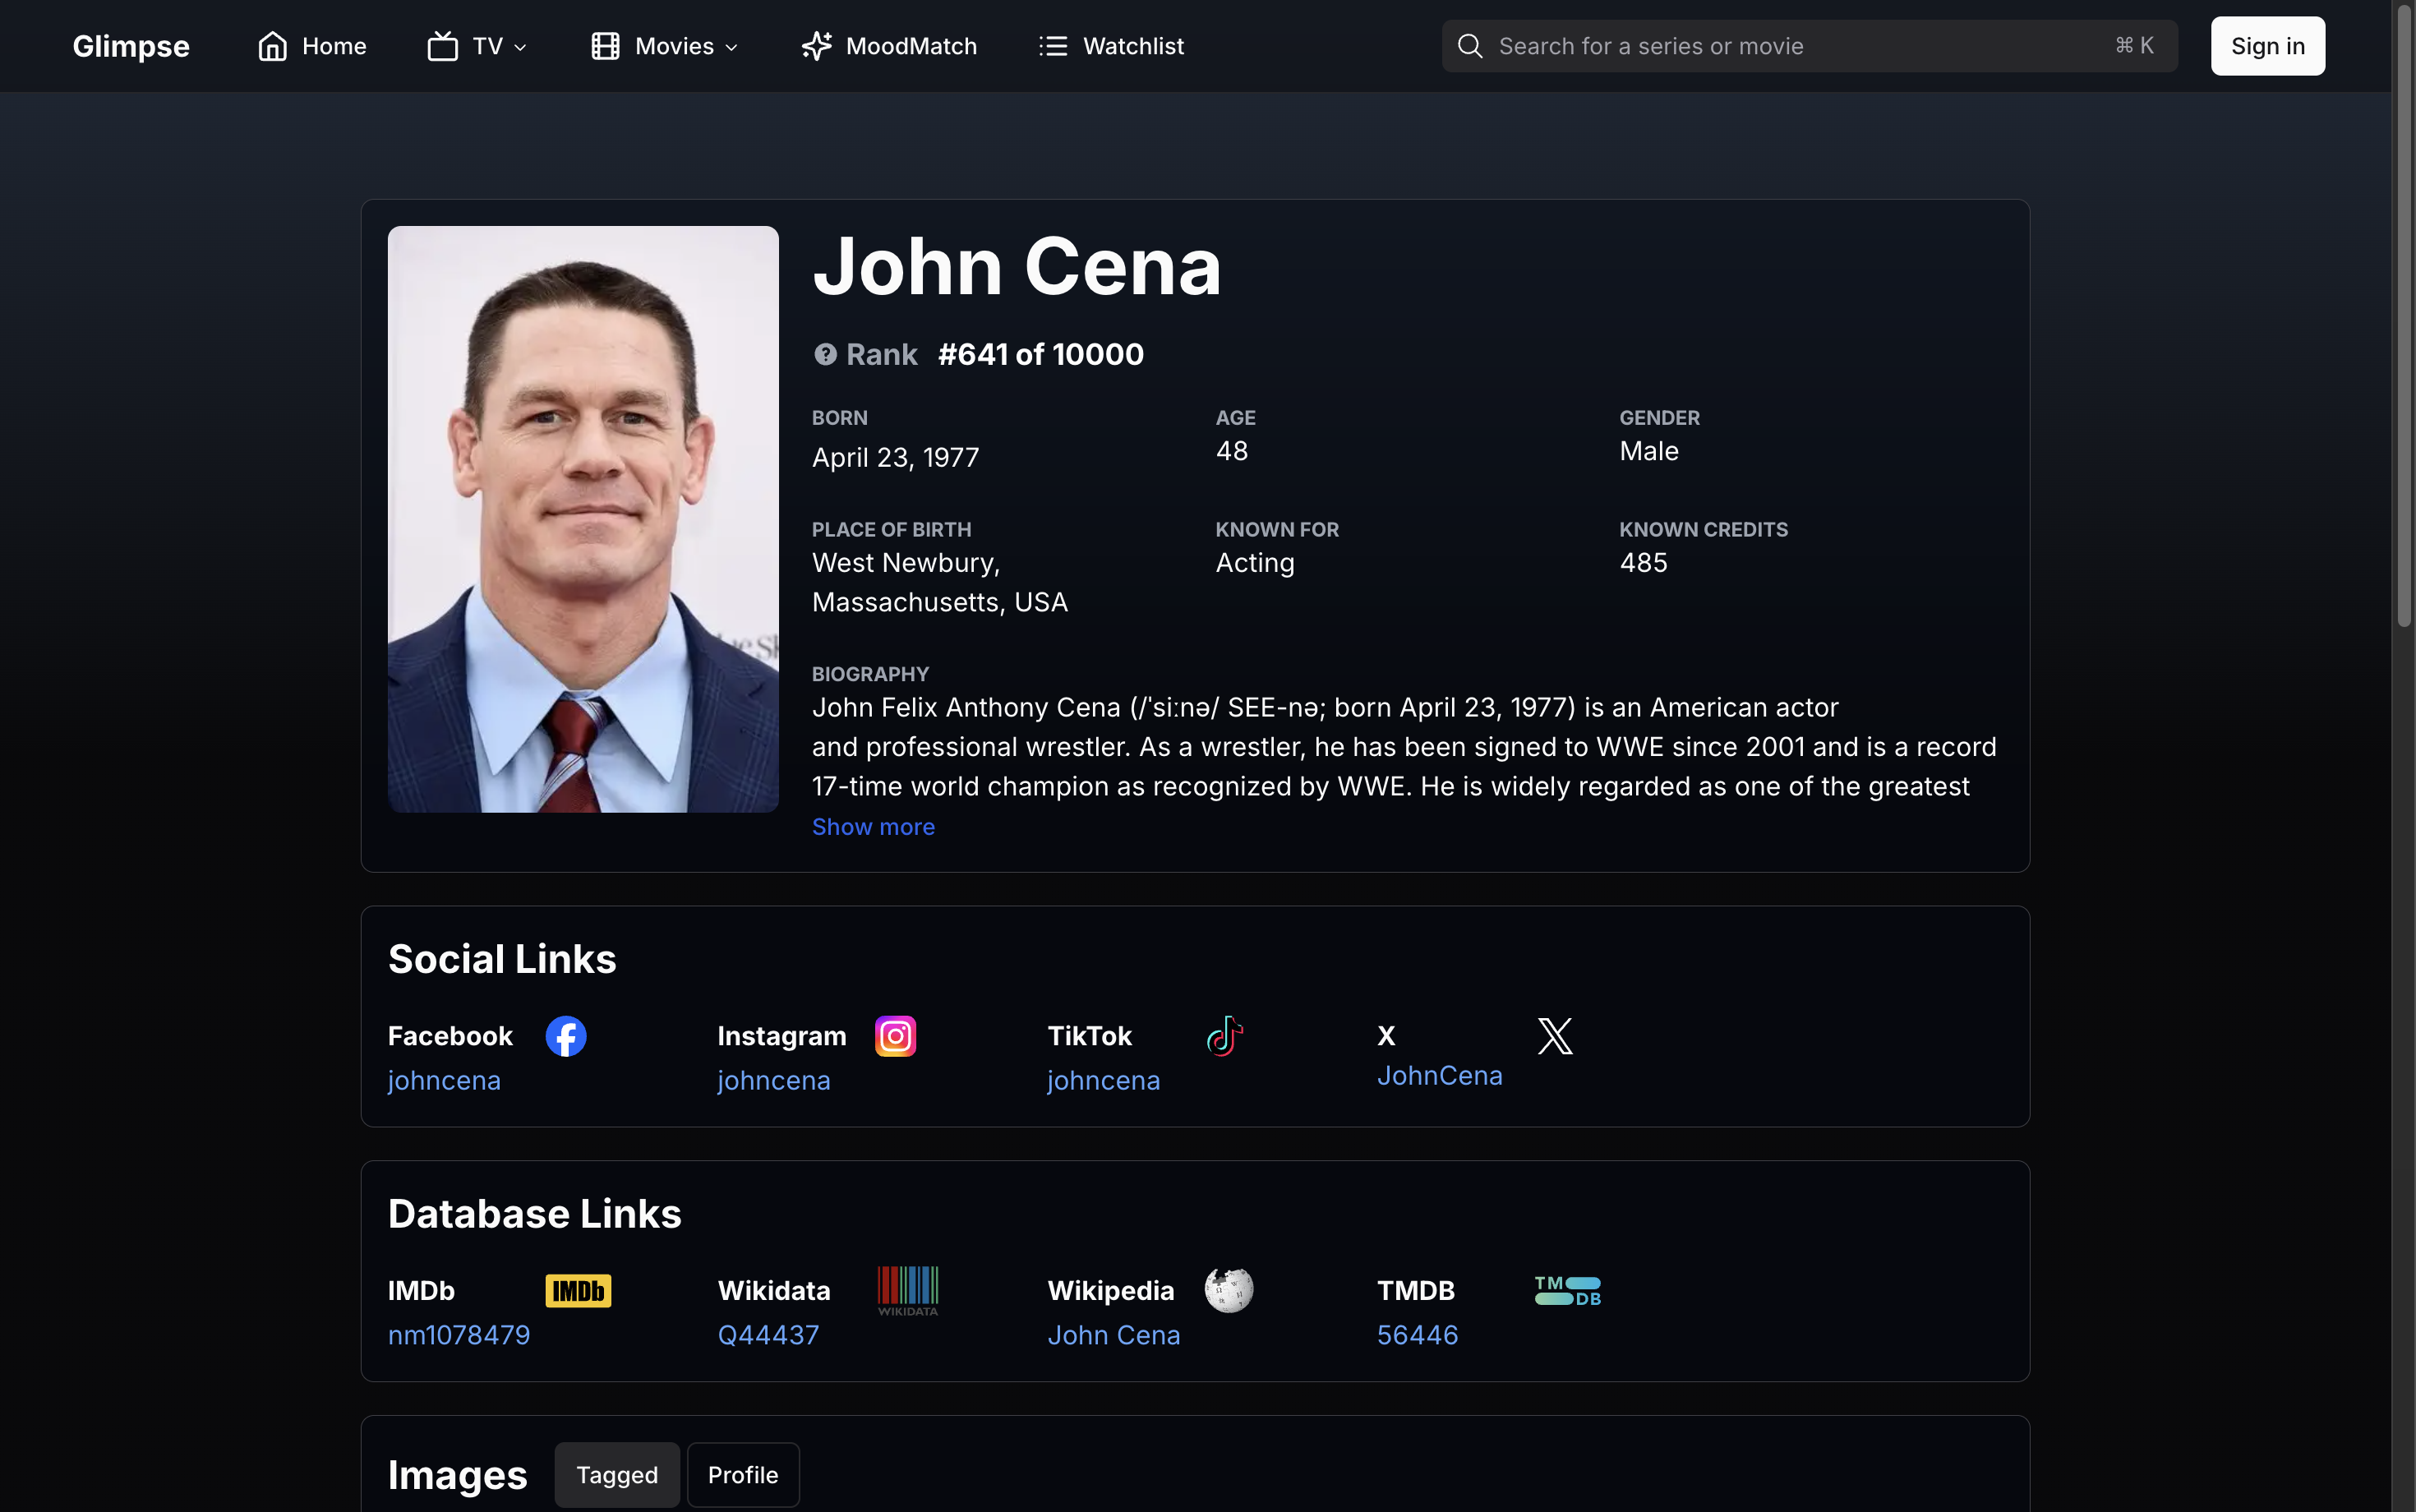 Glimpse
Home
TV
Movies
MoodMatch
Watchlist
Search for a series or movie
⌘ K
Sign in
John Cena
Rank #641 of 10000
BORN
April 23, 1977
AGE
48
GENDER
Male
PLACE OF BIRTH
West Newbury,
Massachusetts, USA
KNOWN FOR
Acting
KNOWN CREDITS
485
BIOGRAPHY
John Felix Anthony Cena (/ˈsiːnə/ SEE-nə; born April 23, 1977) is an American actor
and professional wrestler. As a wrestler, he has been signed to WWE since 2001 and is a record
17-time world champion as recognized by WWE. He is widely regarded as one of the greatest
Show more
Social Links
Facebook
johncena
Instagram
johncena
TikTok
johncena
X
JohnCena
Database Links
IMDb
IMDb
nm1078479
Wikidata
WIKIDATA
Q44437
Wikipedia
John Cena
TMDB
TM
DB
56446
Images
Tagged
Profile